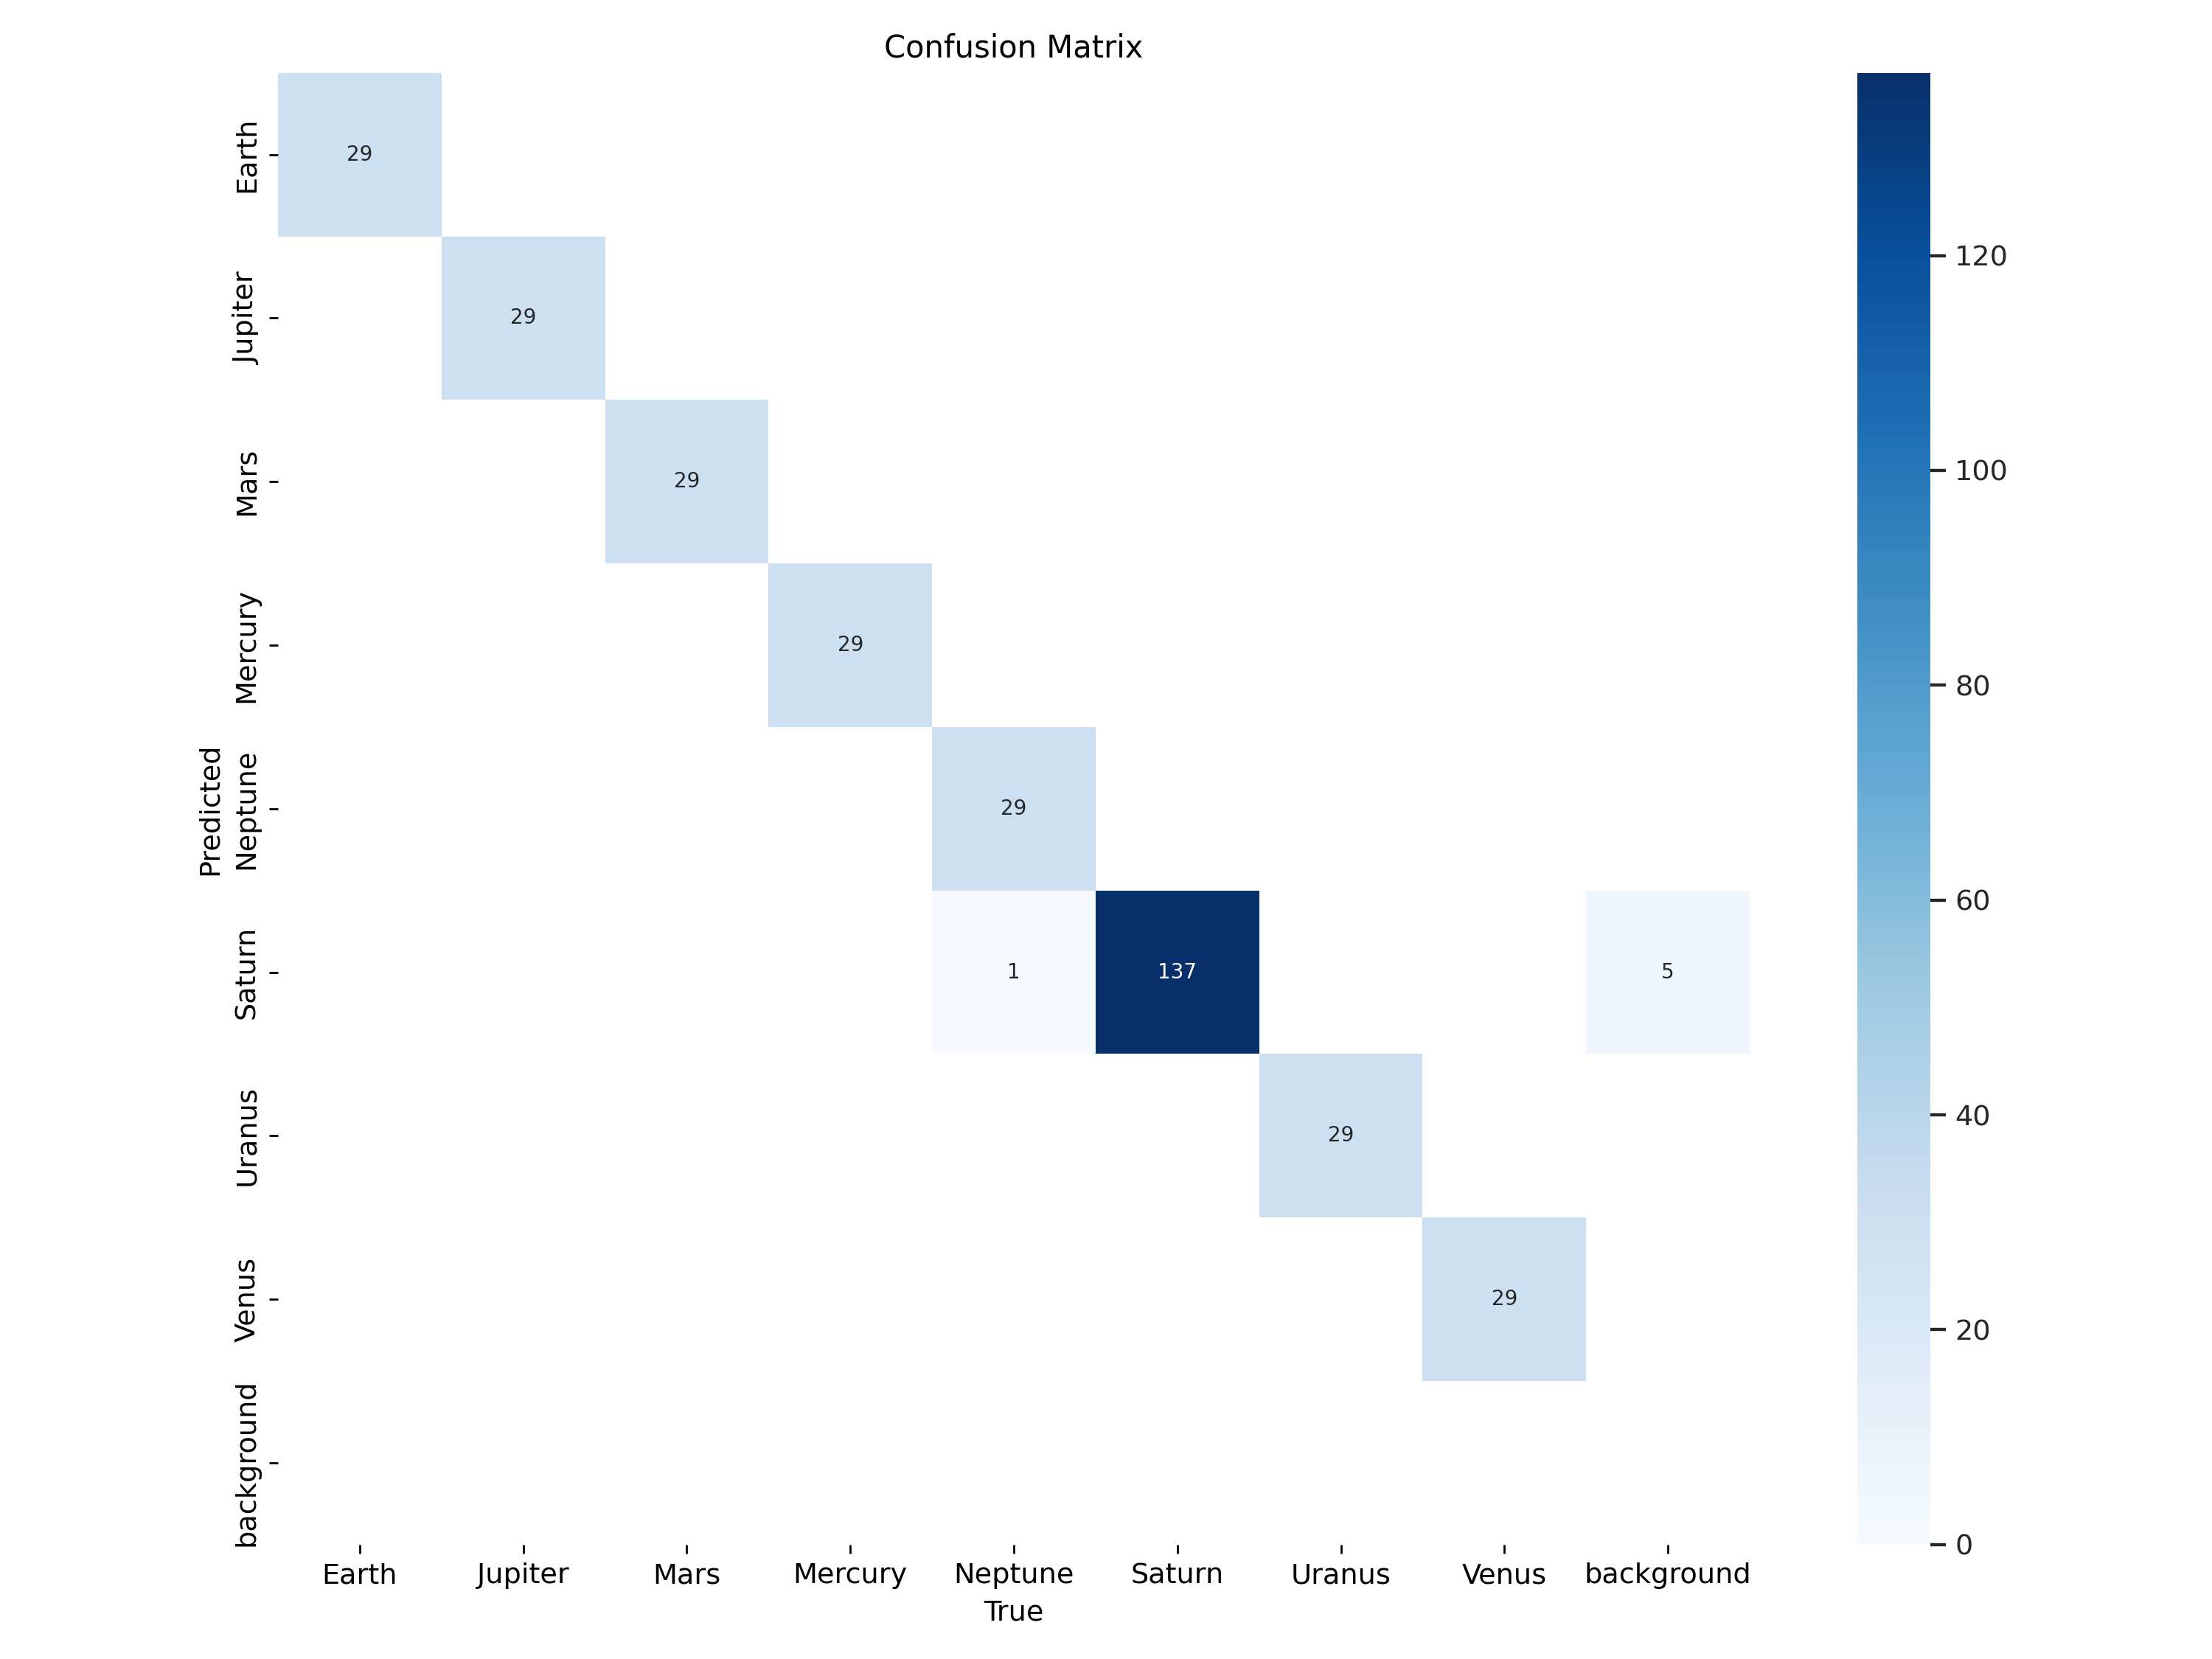 Confusion Matrix
Earth
29
Jupiter
29
120
Mars
29
100
Mercury
29
80
Predicted
Neptune
29
60
Saturn
1 137 5
Uranus
29
40
Venus
29
20
background
0
Earth Jupiter Mars Mercury Neptune Saturn Uranus Venus background
True